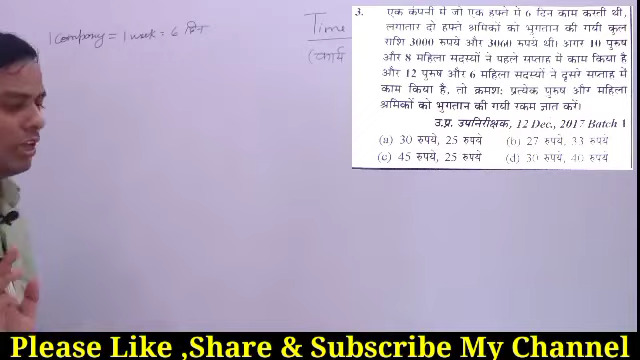 1 Company = 1 week = 6 दिन
Time
(कार्य
3. एक कंपनी में जो एक हफ्ते में 6 दिन काम करती थी,
लगातार दो हफ्ते श्रमिकों को भुगतान की गयी कुल
राशि 3000 रुपये और 3060 रुपये थी। अगर 10 पुरुष
और 8 महिला सदस्यों ने पहले सप्ताह में काम किया है
और 12 पुरुष और 6 महिला सदस्यों ने दूसरे सप्ताह में
काम किया है, तो क्रमशः प्रत्येक पुरुष और महिला
श्रमिकों को भुगतान की गयी रकम ज्ञात करें।
उ.प्र. उपनिरीक्षक, 12 Dec., 2017 Batch 1
(a) 30 रुपये, 25 रुपये (b) 27 रुपये, 33 रुपये
(c) 45 रुपये, 25 रुपये (d) 30 रुपये, 40 रुपये
Please Like ,Share & Subscribe My Channel